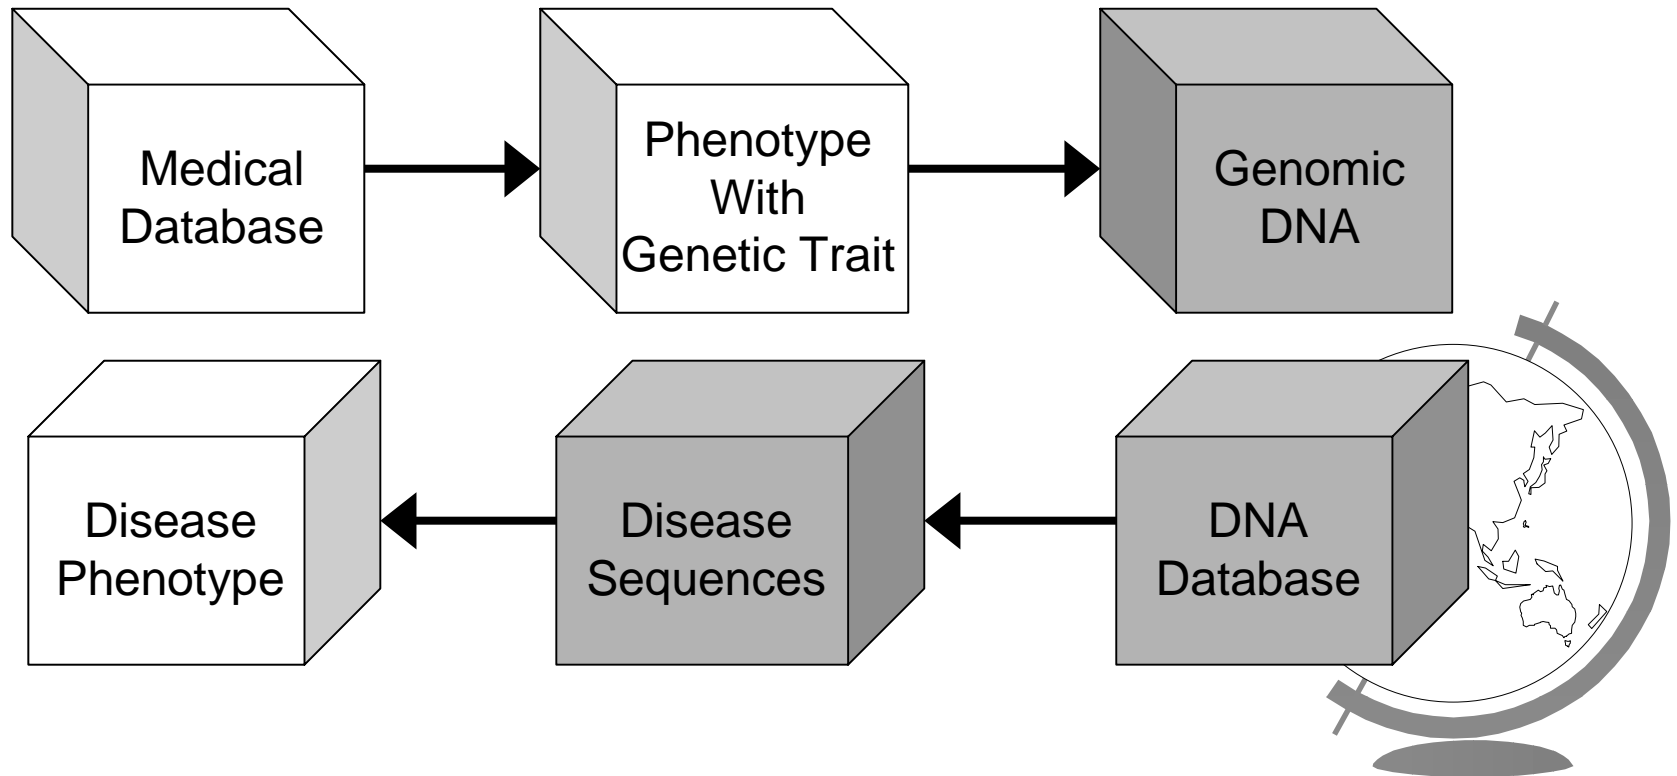 Medical
Database
Phenotype
With
Genetic Trait
Genomic
DNA
Disease
Phenotype
Disease
Sequences
DNA
Database